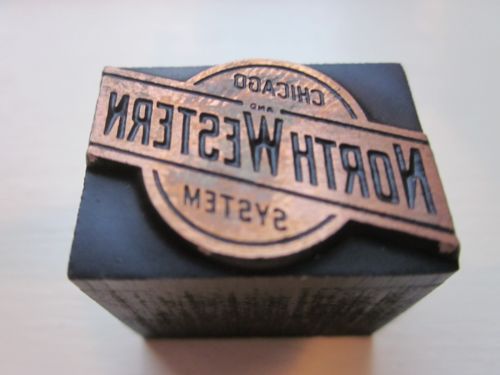 CHICAGO
AND
NORTH WESTERN
SYSTEM